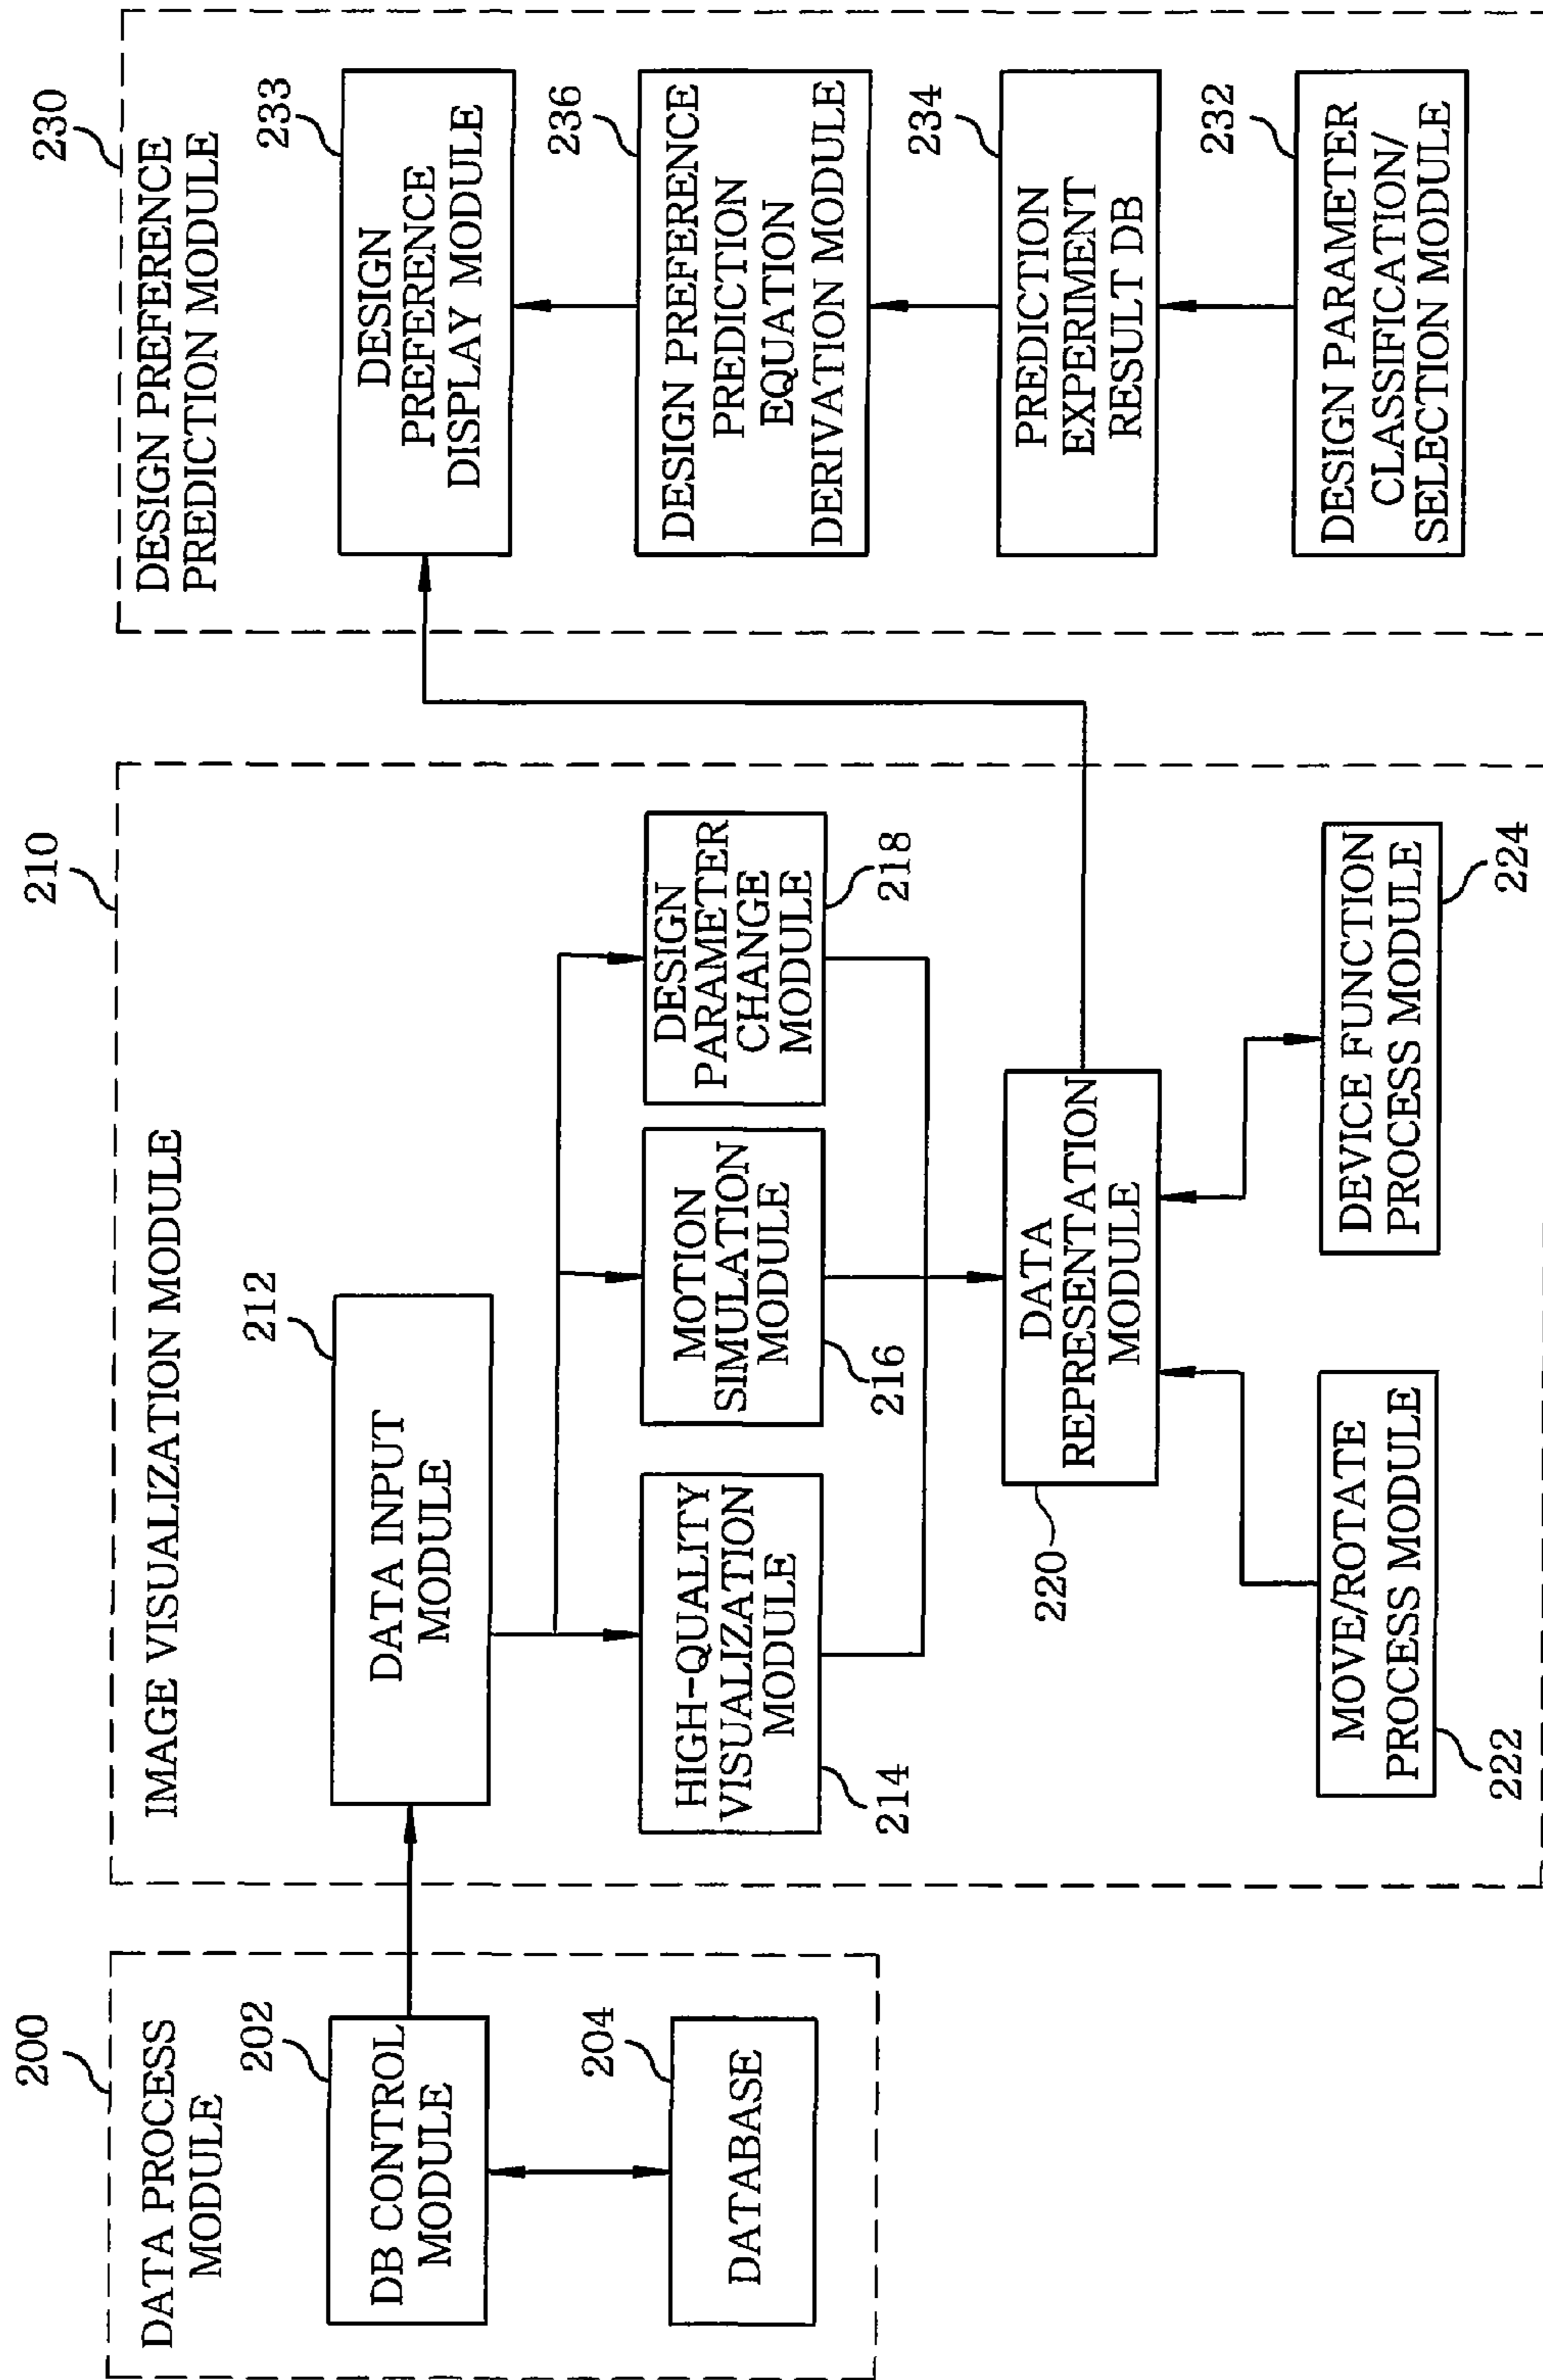 200
DATA PROCESS
MODULE
202
DB CONTROL
MODULE
204
DATABASE
210
IMAGE VISUALIZATION MODULE
212
DATA INPUT
MODULE
HIGH-QUALITY
VISUALIZATION
MODULE
214
MOTION
SIMULATION
MODULE
216
DESIGN
PARAMETER
CHANGE
MODULE
218
DATA
REPRESENTATION
MODULE
220
MOVE/ROTATE
PROCESS MODULE
222
DEVICE FUNCTION
PROCESS MODULE
224
230
DESIGN PREFERENCE
PREDICTION MODULE
233
DESIGN
PREFERENCE
DISPLAY MODULE
236
DESIGN PREFERENCE
PREDICTION
EQUATION
DERIVATION MODULE
234
PREDICTION
EXPERIMENT
RESULT DB
232
DESIGN PARAMETER
CLASSIFICATION/
SELECTION MODULE